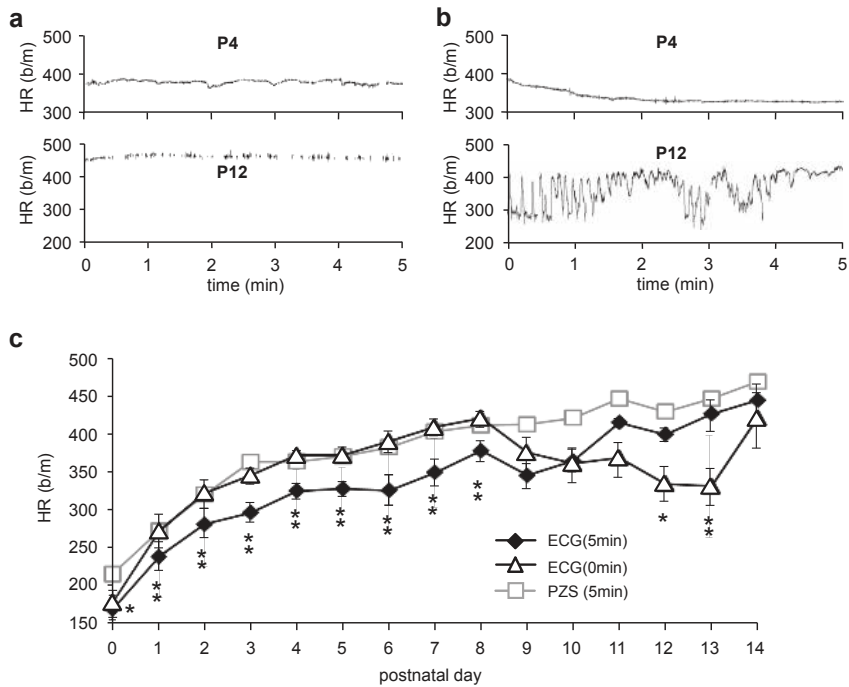 a
P4
500
400
300
HR (b/m)
P12
500
400
300
200
HR (b/m)
0 1 2 3 4 5
time (min)
b
P4
500
400
300
HR (b/m)
P12
500
400
300
200
HR (b/m)
0 1 2 3 4 5
time (min)
c
500
450
400
350
300
250
200
150
HR (b/m)
* * * * * * * * * * * * * * * * * * * *
ECG(5min)
ECG(0min)
PZS (5min)
0 1 2 3 4 5 6 7 8 9 10 11 12 13 14
postnatal day